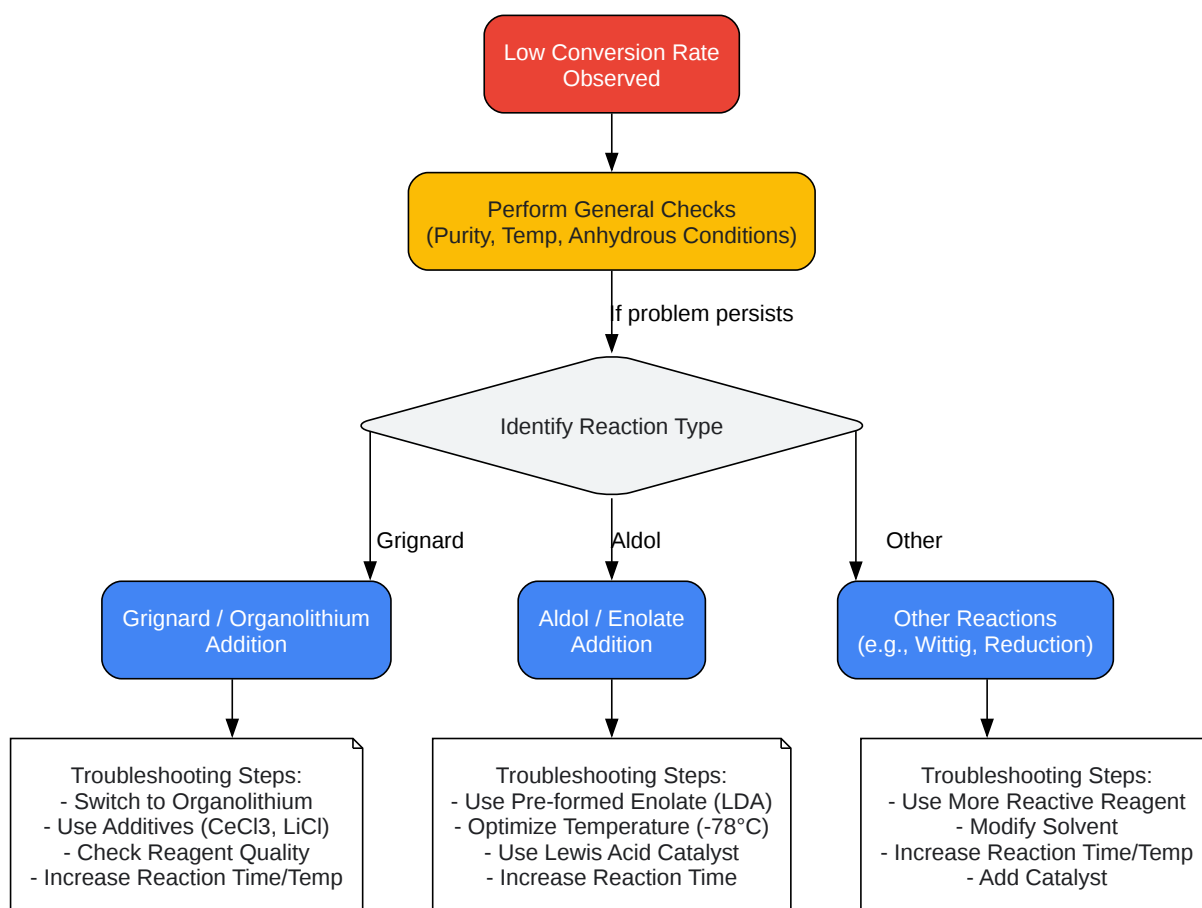 Low Conversion Rate
Observed
Perform General Checks
(Purity, Temp, Anhydrous Conditions)
If problem persists
Identify Reaction Type
Grignard
Aldol
Other
Grignard / Organolithium
Addition
Aldol / Enolate
Addition
Other Reactions
(e.g., Wittig, Reduction)
Troubleshooting Steps:
- Switch to Organolithium
- Use Additives (CeCl3, LiCl)
- Check Reagent Quality
- Increase Reaction Time/Temp
Troubleshooting Steps:
- Use Pre-formed Enolate (LDA)
- Optimize Temperature (-78°C)
- Use Lewis Acid Catalyst
- Increase Reaction Time
Troubleshooting Steps:
- Use More Reactive Reagent
- Modify Solvent
- Increase Reaction Time/Temp
- Add Catalyst